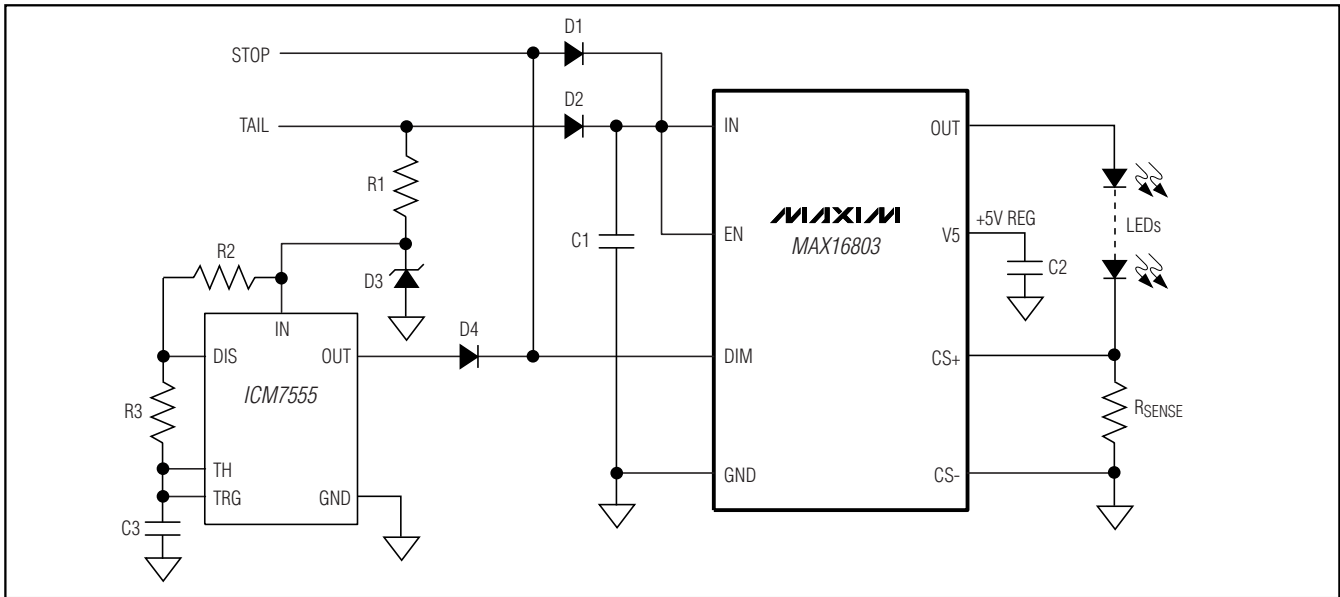 D1
STOP
D2
TAIL
IN
OUT
R1
MAXIM
MAX16803
+5V REG
V5
LEDs
EN
C1
C2
R2
D3
IN
D4
DIS
OUT
DIM
CS+
ICM7555
R3
RSENSE
TH
GND
CS-
TRG
GND
C3